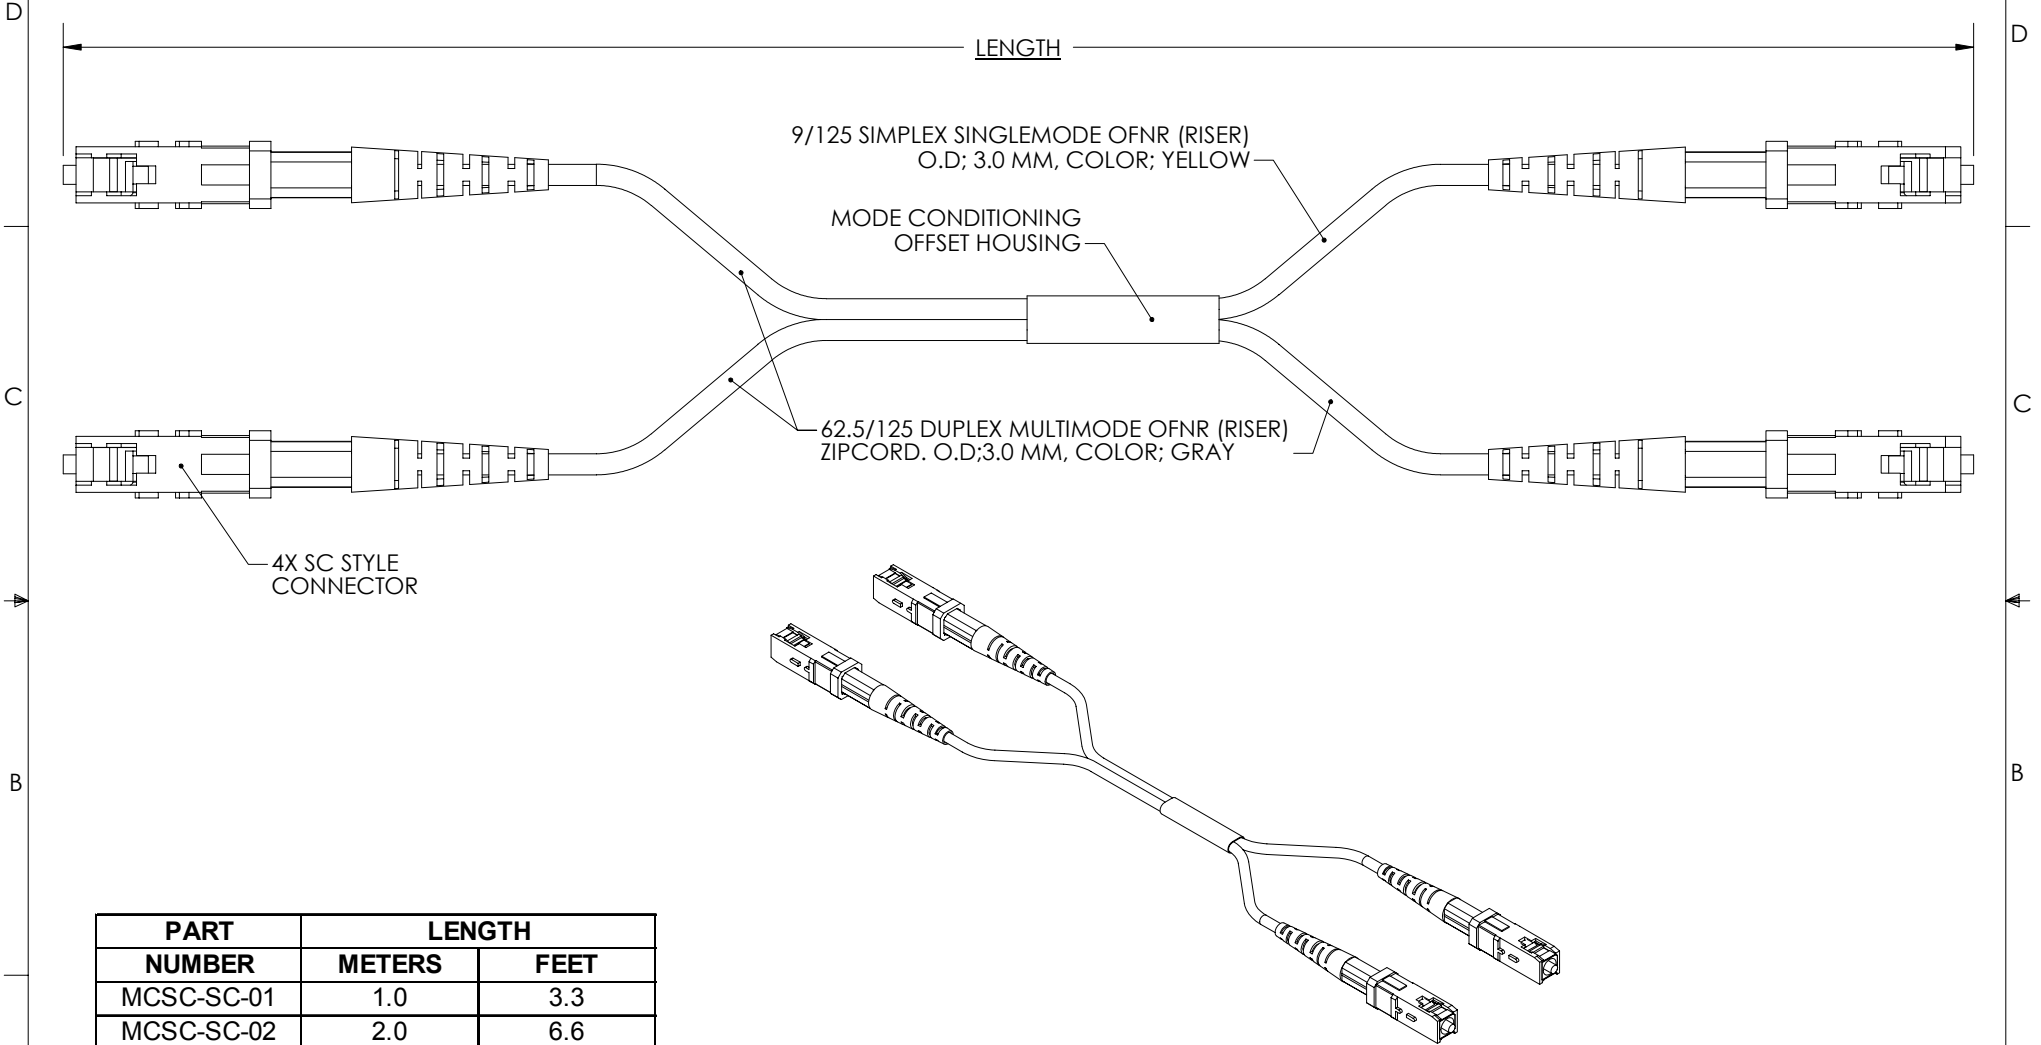 D
D
LENGTH
9/125 SIMPLEX SINGLEMODE OFNR (RISER)
O.D; 3.0 MM, COLOR; YELLOW
MODE CONDITIONING
OFFSET HOUSING
C
C
62.5/125 DUPLEX MULTIMODE OFNR (RISER)
ZIPCORD. O.D;3.0 MM, COLOR; GRAY
4X SC STYLE
CONNECTOR
B
B
PART LENGTH
NUMBER METERS FEET
MCSC-SC-01 1.0 3.3
MCSC-SC-02 2.0 6.6